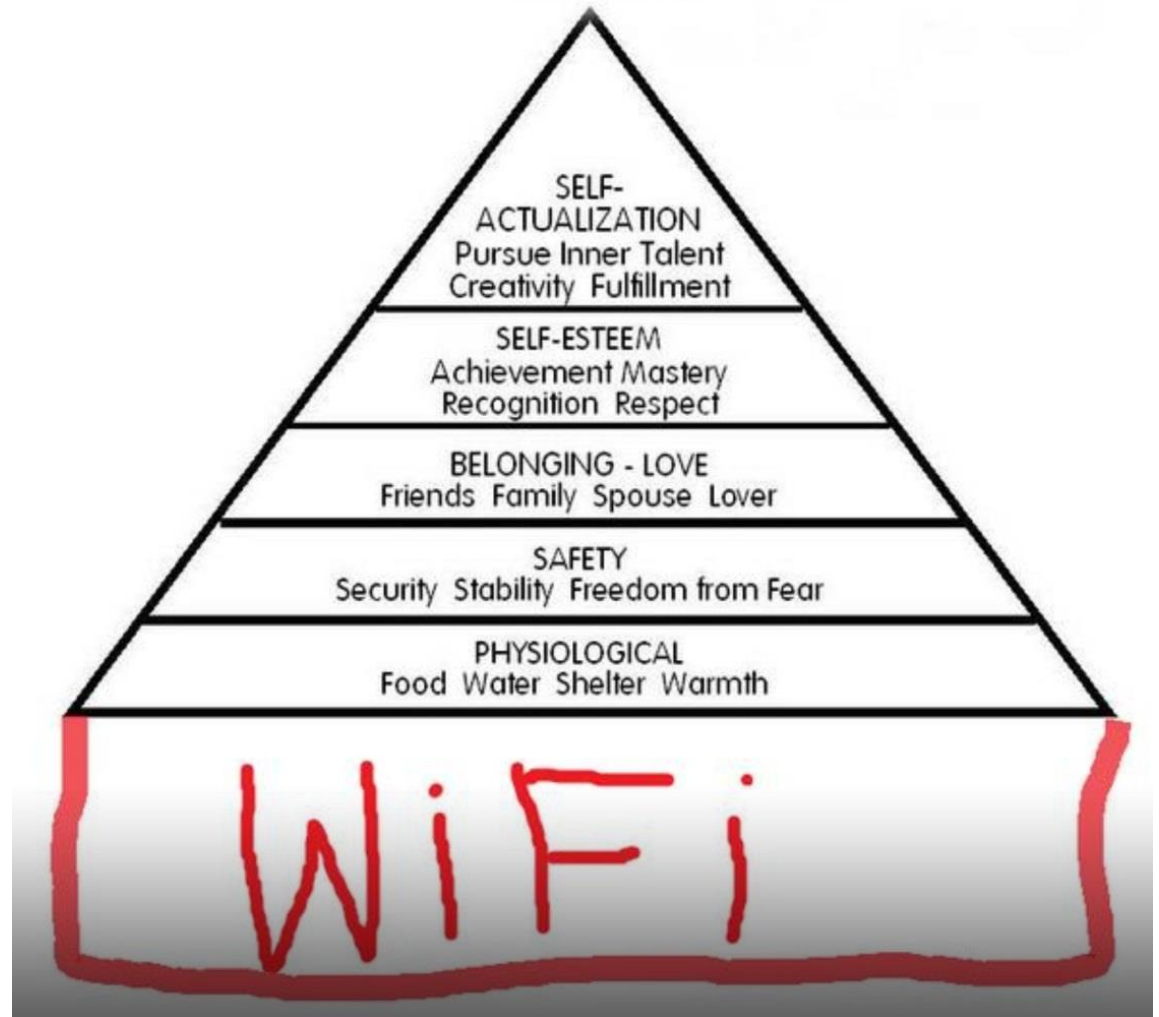 SELF-
ACTUALIZATION
Pursue Inner Talent
Creativity Fulfillment
SELF-ESTEEM
Achievement Mastery
Recognition Respect
BELONGING - LOVE
Friends Family Spouse Lover
SAFETY
Security Stability Freedom from Fear
PHYSIOLOGICAL
Food Water Shelter Warmth
WiFi